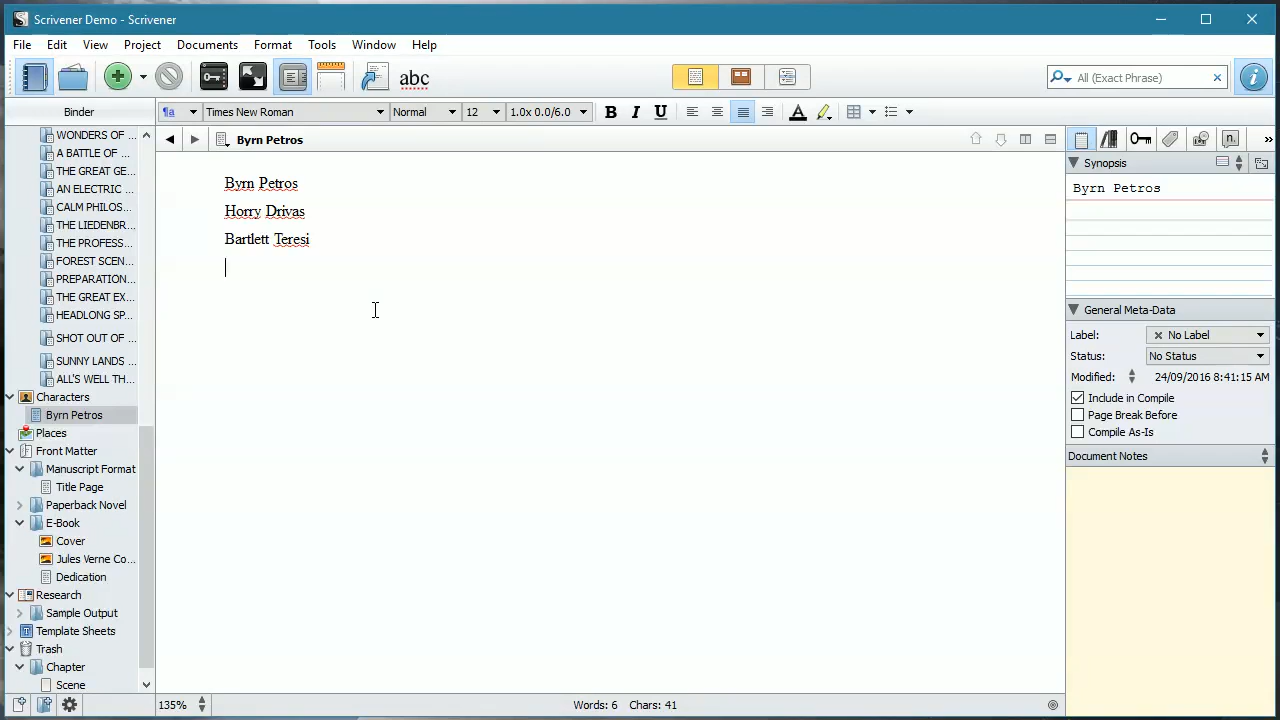 Scrivener Demo - Scrivener
File Edit View Project Documents Format Tools Window Help
abc
All (Exact Phrase)
Binder
¶a Times New Roman Normal 12 1.0x 0.0/6.0 B I U A
Byrn Petros
WONDERS OF ...
A BATTLE OF ...
THE GREAT GE...
AN ELECTRIC ...
CALM PHILOS...
THE LIEDENBR...
THE PROFESS...
FOREST SCEN...
PREPARATION...
THE GREAT EX...
HEADLONG SP...
SHOT OUT OF ...
SUNNY LANDS ...
ALL'S WELL TH...
Characters
Byrn Petros
Places
Front Matter
Manuscript Format
Title Page
Paperback Novel
E-Book
Cover
Jules Verne Co...
Dedication
Research
Sample Output
Template Sheets
Trash
Chapter
Scene
Byrn Petros
Horry Drivas
Bartlett Teresi
135%
Words: 6 Chars: 41
n.
»
Synopsis
Byrn Petros
General Meta-Data
Label: No Label
Status: No Status
Modified: 24/09/2016 8:41:15 AM
Include in Compile
Page Break Before
Compile As-Is
Document Notes